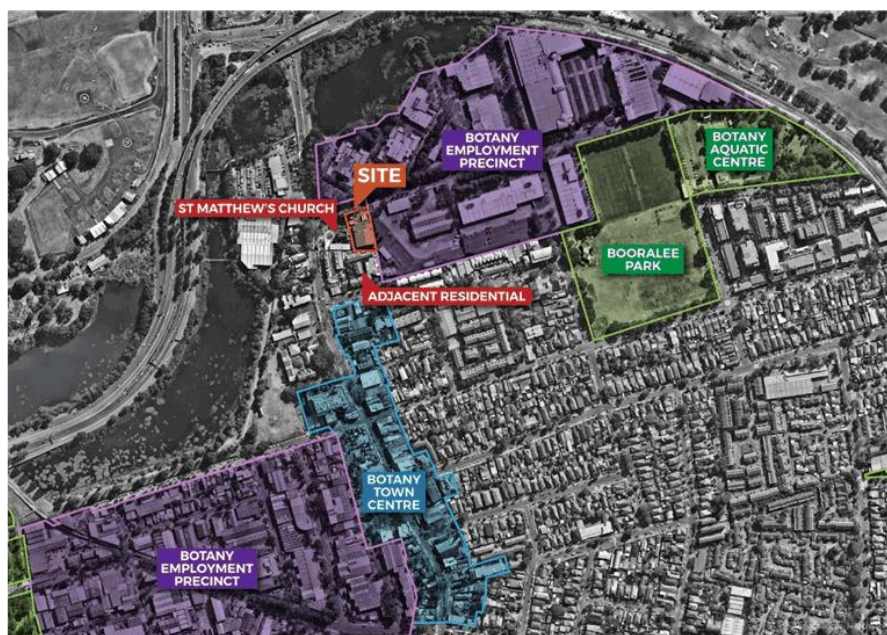 BOTANY
EMPLOYMENT
PRECINCT
BOTANY
AQUATIC
CENTRE
SITE
ST MATTHEW'S CHURCH
BOORALEE
PARK
ADJACENT RESIDENTIAL
BOTANY
TOWN
CENTRE
BOTANY
EMPLOYMENT
PRECINCT